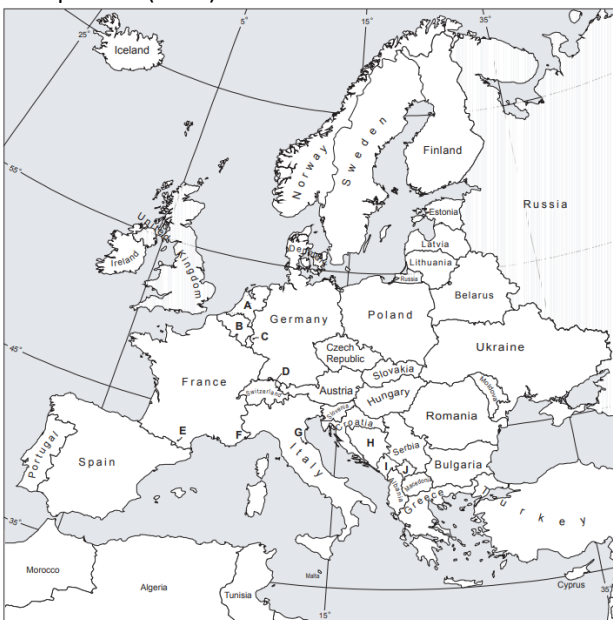 25°
5°
15°
35°
Iceland
55°
Norway
Sweden
Finland
Russia
United
Kingdom
Ireland
Estonia
Latvia
Lithuania
Russia
Belarus
A
B
C
Germany
Poland
Ukraine
Czech
Republic
45°
D
Slovakia
Moldova
France
Switzerland
Austria
Hungary
Slovenia
Croatia
Romania
E
F
G
H
Serbia
Portugal
Spain
Italy
I
J
Bulgaria
Albania
Macedonia
Greece
Turkey
35°
Morocco
Algeria
Tunisia
Malta
Cyprus
15°
35°